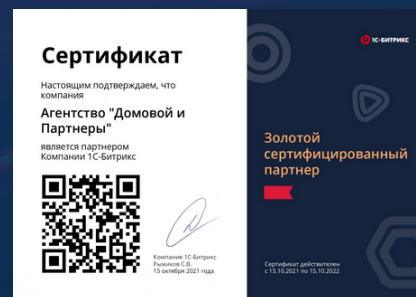 Сертификат
Настоящим подтверждаем, что
компания
Агентство "Домовой и
Партнеры"
является партнером
Компании 1С-Битрикс
Компания 1С-Битрикс
Рыжиков С.В.
15 октября 2021 года
1С-БИТРИКС
Золотой
сертифицированный
партнер
Сертификат действителен
с 15.10.2021 по 15.10.2022